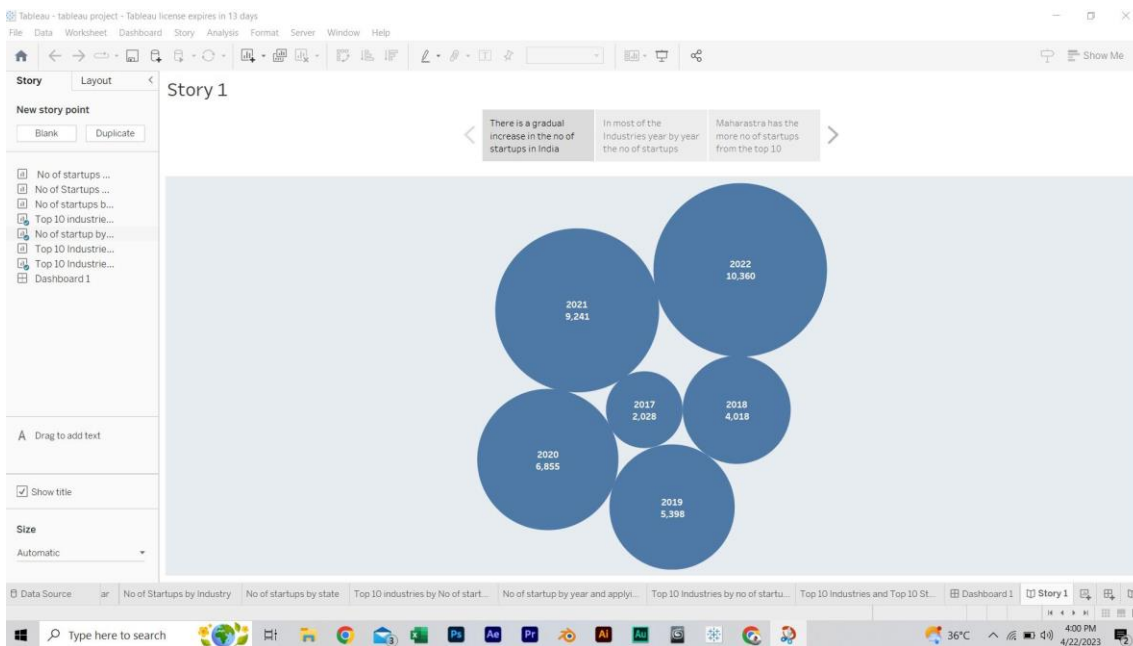 Tableau - tableau project - Tableau license expires in 13 days
File Data Worksheet Dashboard Story Analysis Format Server Window Help
Show Me
Story Layout
Story 1
New story point
Blank Duplicate
There is a gradual
increase in the no of
startups in India
In most of the
Industries year by year
the no of startups
Maharastra has the
more no of startups
from the top 10
No of startups ...
No of Startups ...
No of startups b...
Top 10 industrie...
No of startup by...
Top 10 Industrie...
Top 10 Industrie...
Dashboard 1
2022
10,360
2021
9,241
2017
2,028
2018
4,018
2020
6,855
2019
5,398
A Drag to add text
Show title
Size
Automatic
Data Source ar No of Startups by Industry No of startups by state Top 10 industries by No of start... No of startup by year and applyi... Top 10 Industries by no of startu... Top 10 Industries and Top 10 St... Dashboard 1 Story 1
Type here to search
3
Ps
Ae
Pr
Ai
Au
36°C
4:00 PM
4/22/2023
2